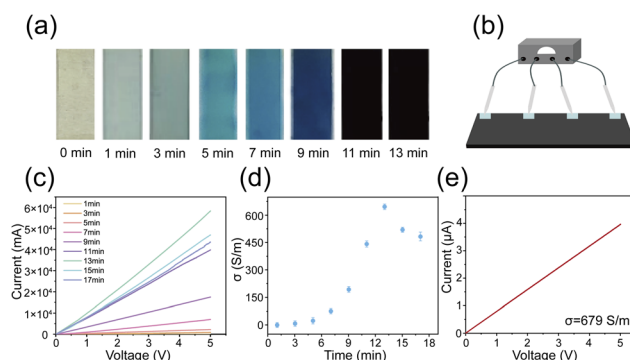 (a)
0 min 1 min 3 min 5 min 7 min 9 min 11 min 13 min
(b)
(c)
Current (mA)
6×10⁴
5×10⁴
4×10⁴
3×10⁴
2×10⁴
1×10⁴
0
1min
3min
5min
7min
9min
11min
13min
15min
17min
0 1 2 3 4 5
Voltage (V)
(d)
σ (S/m)
600
450
300
150
0
0 3 6 9 12 15 18
Time (min)
(e)
Current (μA)
5
4
3
2
1
0
σ=679 S/m
0 1 2 3 4 5
Voltage (V)